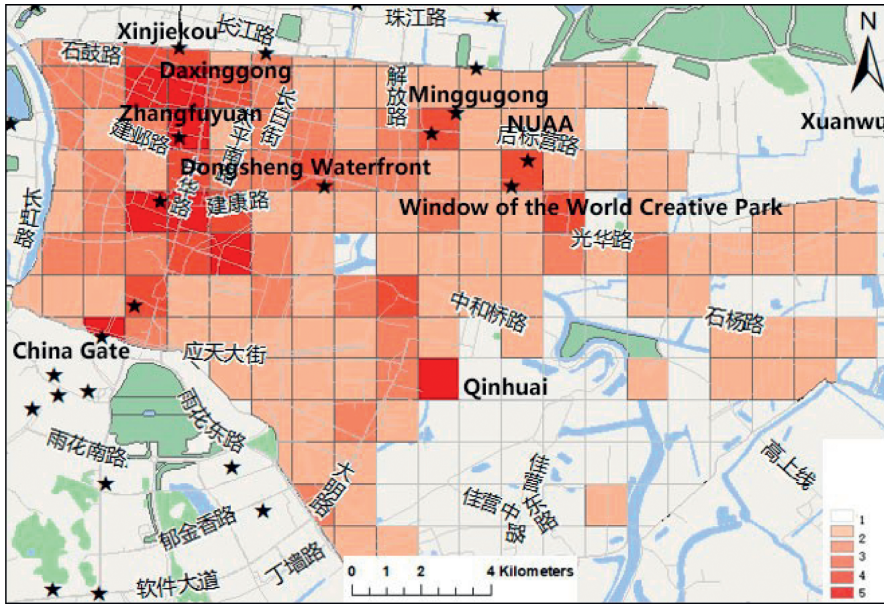 珠江路
N
长江路
Xinjiekou
石鼓路
Daxinggong
解放路
Minggugong
长白街
Zhangfuyuan
太平南路
NUAA
Xuanwu
建邺路
后标营路
Dongsheng Waterfront
中华路
建康路
Window of the World Creative Park
光华路
中和桥路
石杨路
China Gate
应天大街
Qinhuai
雨花东路
雨花南路
大明路
佳营东路
佳营中路
高上线
郁金香路
丁墙路
软件大道
0 1 2 4 Kilometers
1
2
3
4
5